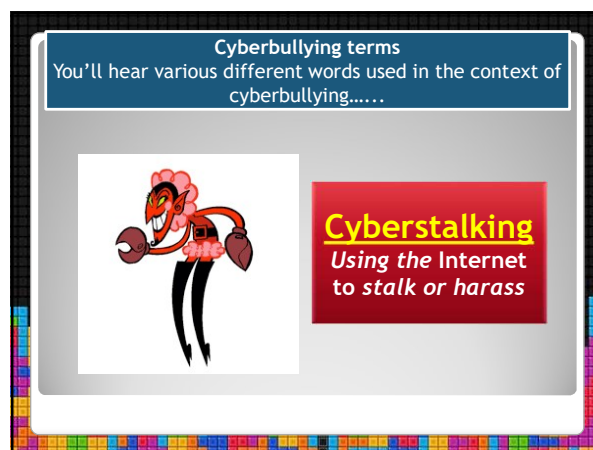 Cyberbullying terms
You’ll hear various different words used in the context of
cyberbullying…...
Cyberstalking
Using the Internet
to stalk or harass